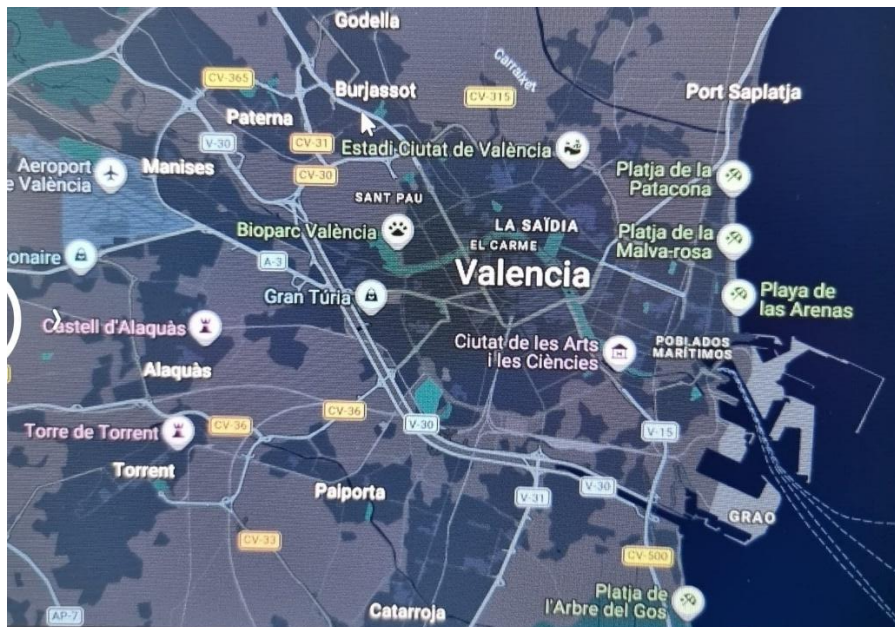 Godella
Carraixet
CV-365
Burjassot
CV-315
Port Saplatja
Paterna
V-30
CV-31
Estadi Ciutat de València
Aeroport
e València
Manises
CV-30
Platja de la
Patacona
SANT PAU
Bioparc València
LA SAÏDIA
EL CARME
Platja de la
Malva-rosa
onaire
A-3
Valencia
Gran Túria
Playa de
las Arenas
Castell d'Alaquàs
Ciutat de les Arts
i les Ciències
POBLADOS
MARÍTIMOS
Alaquàs
CV-36
Torre de Torrent
CV-36
V-30
V-15
Torrent
Paiporta
V-31
V-30
GRAO
CV-33
CV-500
Platja de
l'Arbre del Gos
AP-7
Catarroja